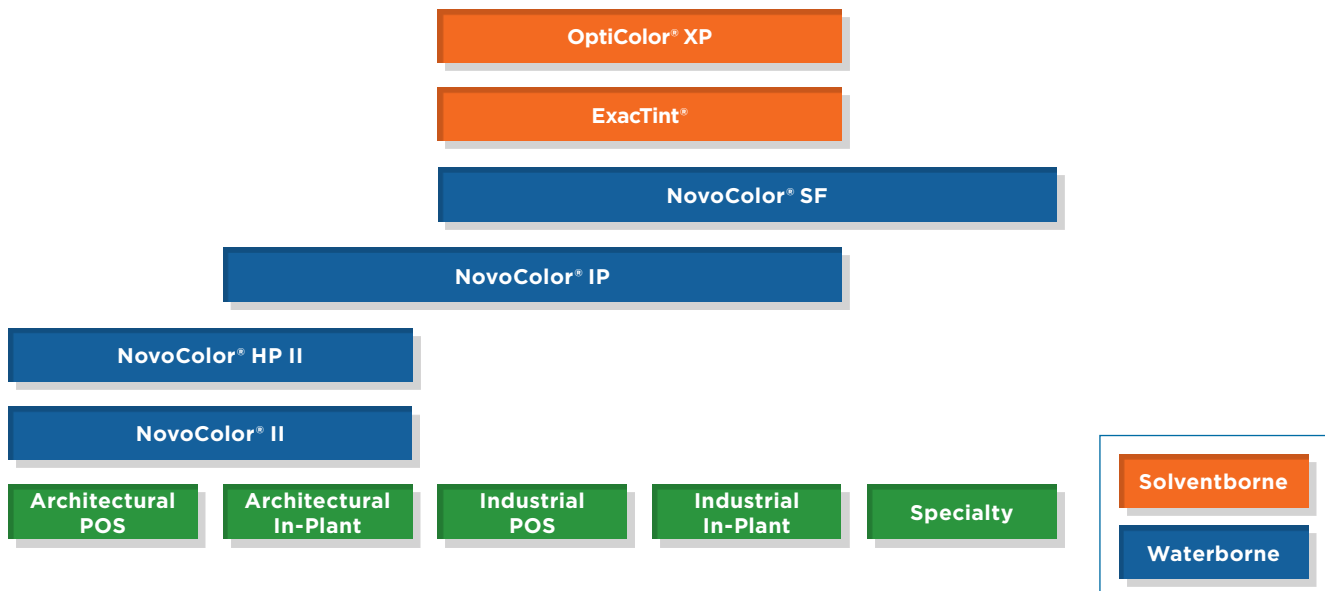 OptiColor® XP
ExacTint®
NovoColor® SF
NovoColor® IP
NovoColor® HP II
NovoColor® II
Architectural
POS
Architectural
In-Plant
Industrial
POS
Industrial
In-Plant
Specialty
Solventborne
Waterborne